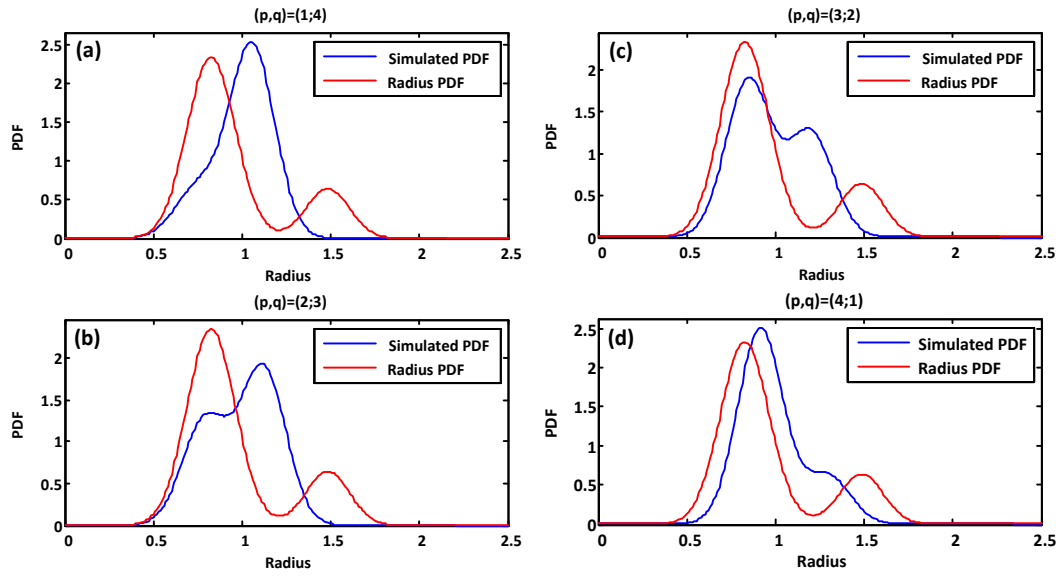 (p,q)=(1;4)
(a)
Simulated PDF
Radius PDF
PDF
2.5
2
1.5
1
0.5
0
0 0.5 1 1.5 2 2.5
Radius
(p,q)=(3;2)
(c)
Simulated PDF
Radius PDF
PDF
2
1.5
1
0.5
0
0 0.5 1 1.5 2 2.5
Radius
(p,q)=(2;3)
(b)
Simulated PDF
Radius PDF
PDF
2
1.5
1
0.5
0
0 0.5 1 1.5 2 2.5
Radius
(p,q)=(4;1)
(d)
Simulated PDF
Radius PDF
PDF
2.5
2
1.5
1
0.5
0
0 0.5 1 1.5 2 2.5
Radius